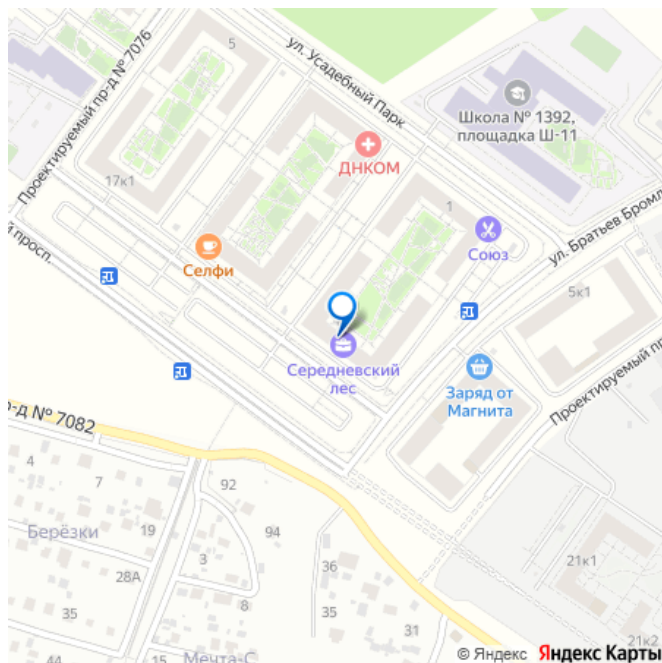 5
ул. Усадебный Парк
Проектируемый пр-д № 7076
Школа № 1392,
площадка Ш-11
ДНКОМ
17к1
1
Союз
ул. Братьев Бромл
Селфи
й просп.
5к1
Середневский
лес
Заряд от
Магнита
Проектируемый пр
р-д № 7082
4
7
92
Берёзки
19
94
3
28А
36
21к1
8
35
35
31
44
15
Мечта-С
21к2
© Яндекс Яндекс Карты